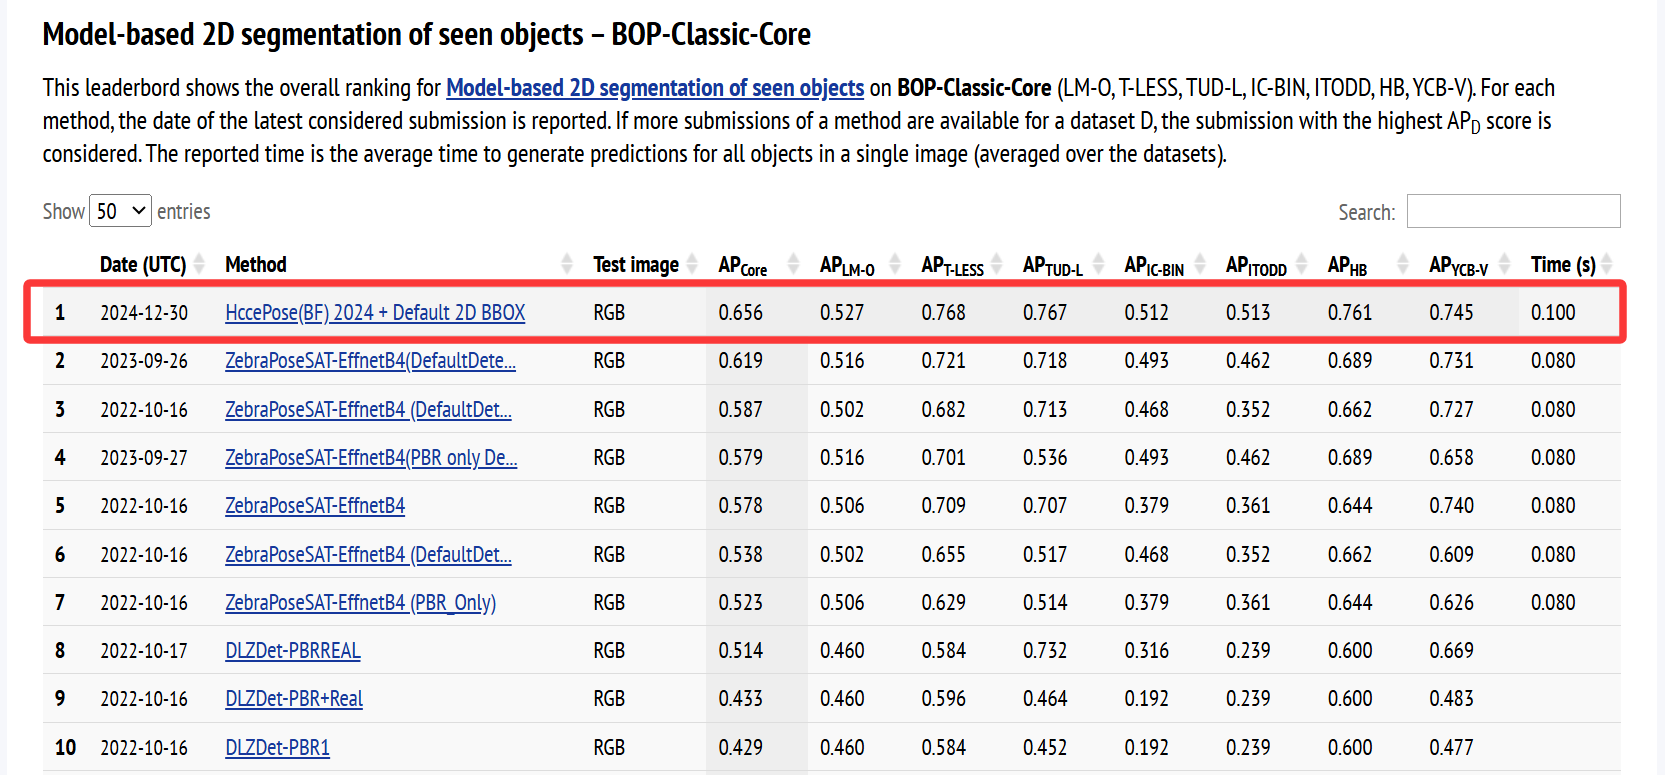 Model-based 2D segmentation of seen objects – BOP-Classic-Core
This leaderbord shows the overall ranking for Model-based 2D segmentation of seen objects on BOP-Classic-Core (LM-O, T-LESS, TUD-L, IC-BIN, ITODD, HB, YCB-V). For each
method, the date of the latest considered submission is reported. If more submissions of a method are available for a dataset D, the submission with the highest APD score is
considered. The reported time is the average time to generate predictions for all objects in a single image (averaged over the datasets).
Show 50 entries Search:
Date (UTC) Method Test image APCore APLM-O APT-LESS APTUD-L APIC-BIN APITODD APHB APYCB-V Time (s)
1 2024-12-30 HccePose(BF) 2024 + Default 2D BBOX RGB 0.656 0.527 0.768 0.767 0.512 0.513 0.761 0.745 0.100
2 2023-09-26 ZebraPoseSAT-EffnetB4(DefaultDete... RGB 0.619 0.516 0.721 0.718 0.493 0.462 0.689 0.731 0.080
3 2022-10-16 ZebraPoseSAT-EffnetB4 (DefaultDet... RGB 0.587 0.502 0.682 0.713 0.468 0.352 0.662 0.727 0.080
4 2023-09-27 ZebraPoseSAT-EffnetB4(PBR only De... RGB 0.579 0.516 0.701 0.536 0.493 0.462 0.689 0.658 0.080
5 2022-10-16 ZebraPoseSAT-EffnetB4 RGB 0.578 0.506 0.709 0.707 0.379 0.361 0.644 0.740 0.080
6 2022-10-16 ZebraPoseSAT-EffnetB4 (DefaultDet... RGB 0.538 0.502 0.655 0.517 0.468 0.352 0.662 0.609 0.080
7 2022-10-16 ZebraPoseSAT-EffnetB4 (PBR_Only) RGB 0.523 0.506 0.629 0.514 0.379 0.361 0.644 0.626 0.080
8 2022-10-17 DLZDet-PBRREAL RGB 0.514 0.460 0.584 0.732 0.316 0.239 0.600 0.669
9 2022-10-16 DLZDet-PBR+Real RGB 0.433 0.460 0.596 0.464 0.192 0.239 0.600 0.483
10 2022-10-16 DLZDet-PBR1 RGB 0.429 0.460 0.584 0.452 0.192 0.239 0.600 0.477